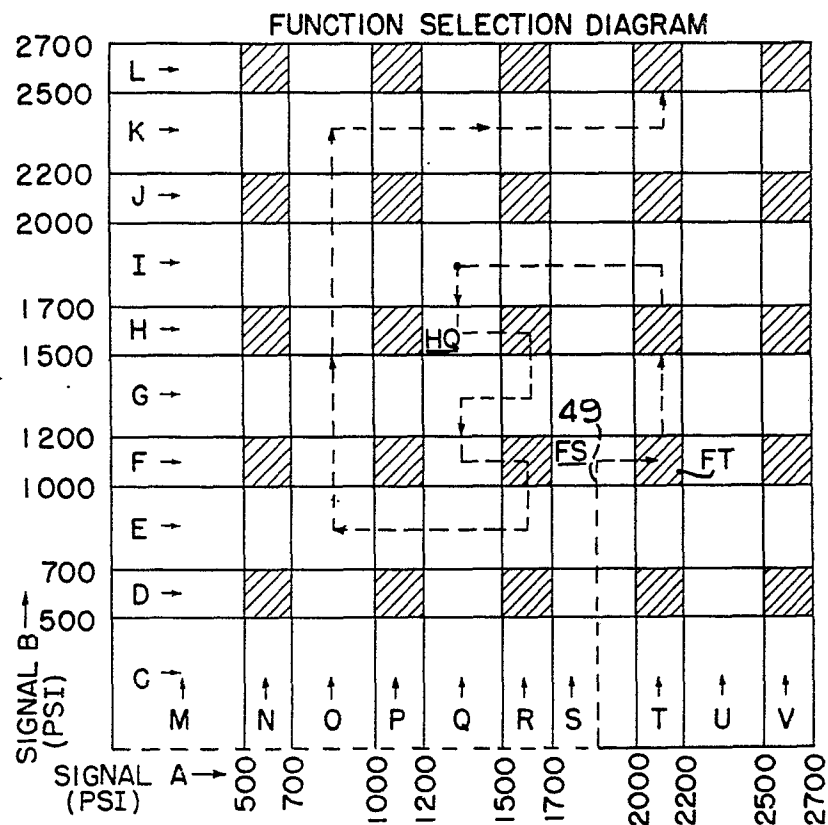 FUNCTION SELECTION DIAGRAM
2700
L
2500
K
2200
J
2000
I
1700
H
HQ
1500
G
49
1200
F
FS
FT
1000
E
700
D
500
C
M N O P Q R S T U V
SIGNAL B
(PSI)
SIGNAL A
(PSI)
500 700 1000 1200 1500 1700 2000 2200 2500 2700